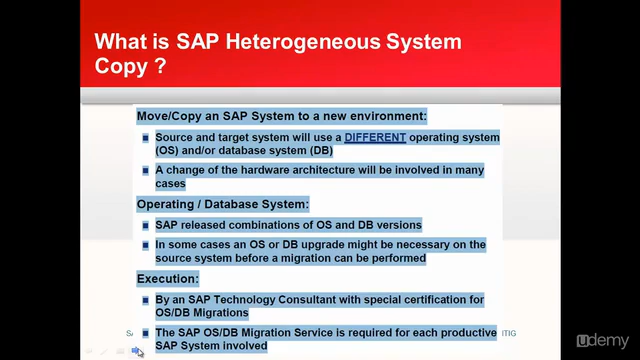 What is SAP Heterogeneous System
Copy ?
Move/Copy an SAP System to a new environment:
Source and target system will use a DIFFERENT operating system
(OS) and/or database system (DB)
A change of the hardware architecture will be involved in many
cases
Operating / Database System:
SAP released combinations of OS and DB versions
In some cases an OS or DB upgrade might be necessary on the
source system before a migration can be performed
Execution:
By an SAP Technology Consultant with special certification for
OS/DB Migrations
The SAP OS/DB Migration Service is required for each productive
SAP System involved
udemy